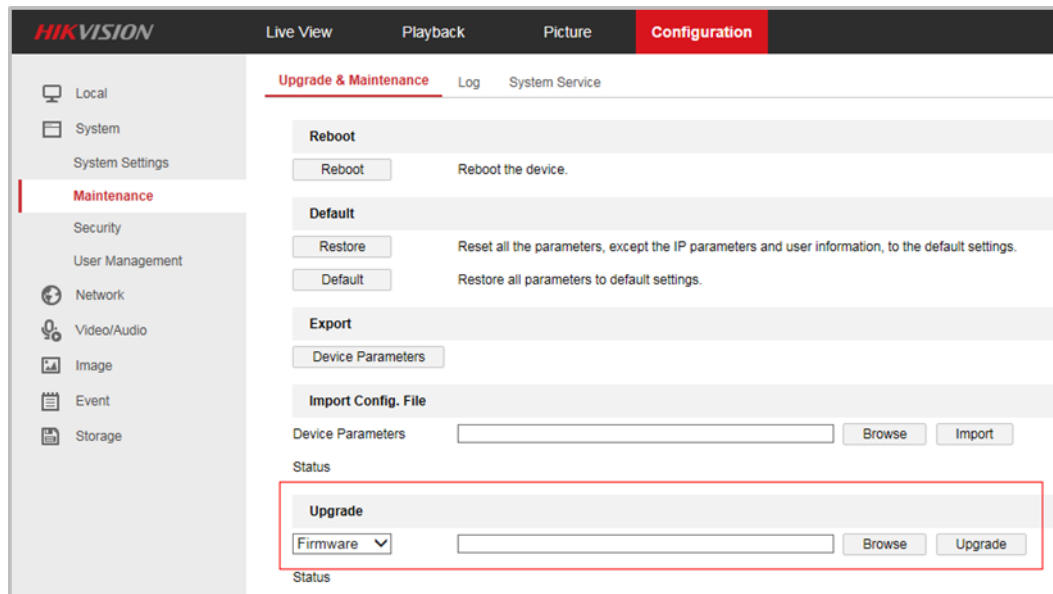 HIKVISION Live View Playback Picture Configuration
Upgrade & Maintenance Log System Service
Local
System
System Settings
Maintenance
Security
User Management
Network
Video/Audio
Image
Event
Storage
Reboot
Reboot Reboot the device.
Default
Restore Reset all the parameters, except the IP parameters and user information, to the default settings.
Default Restore all parameters to default settings.
Export
Device Parameters
Import Config. File
Device Parameters Browse Import
Status
Upgrade
Firmware Browse Upgrade
Status